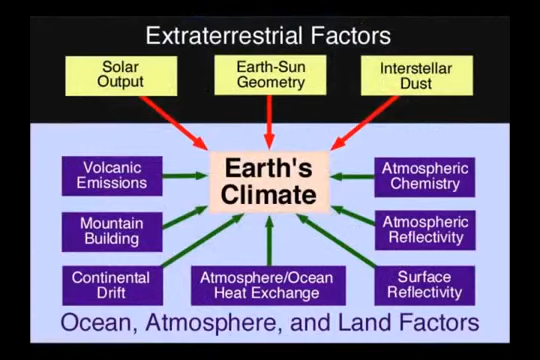 Extraterrestrial Factors
Solar
Output
Earth-Sun
Geometry
Interstellar
Dust
Earth's
Climate
Volcanic
Emissions
Atmospheric
Chemistry
Mountain
Building
Atmospheric
Reflectivity
Continental
Drift
Atmosphere/Ocean
Heat Exchange
Surface
Reflectivity
Ocean, Atmosphere, and Land Factors